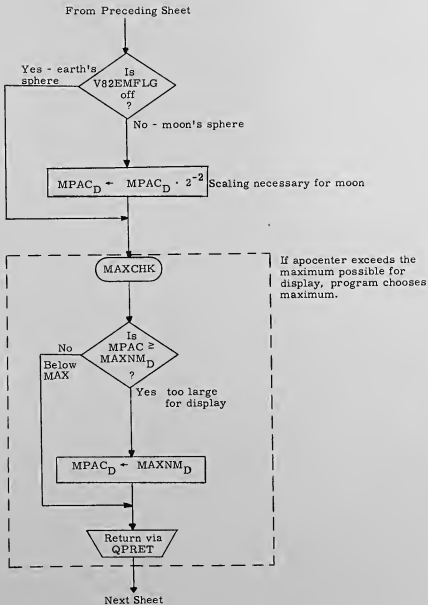 From Preceding Sheet
Yes - earth's
sphere
Is
V82EMFLG
off
?
No - moon's sphere
MPAC_D ← MPAC_D · 2^-2
Scaling necessary for moon
MAXCHK
If apocenter exceeds the
maximum possible for
display, program chooses
maximum.
Is
MPAC ≥
MAXNM_D
?
No
Below
MAX
Yes too large
for display
MPAC_D ← MAXNM_D
Return via
QPRET
Next Sheet